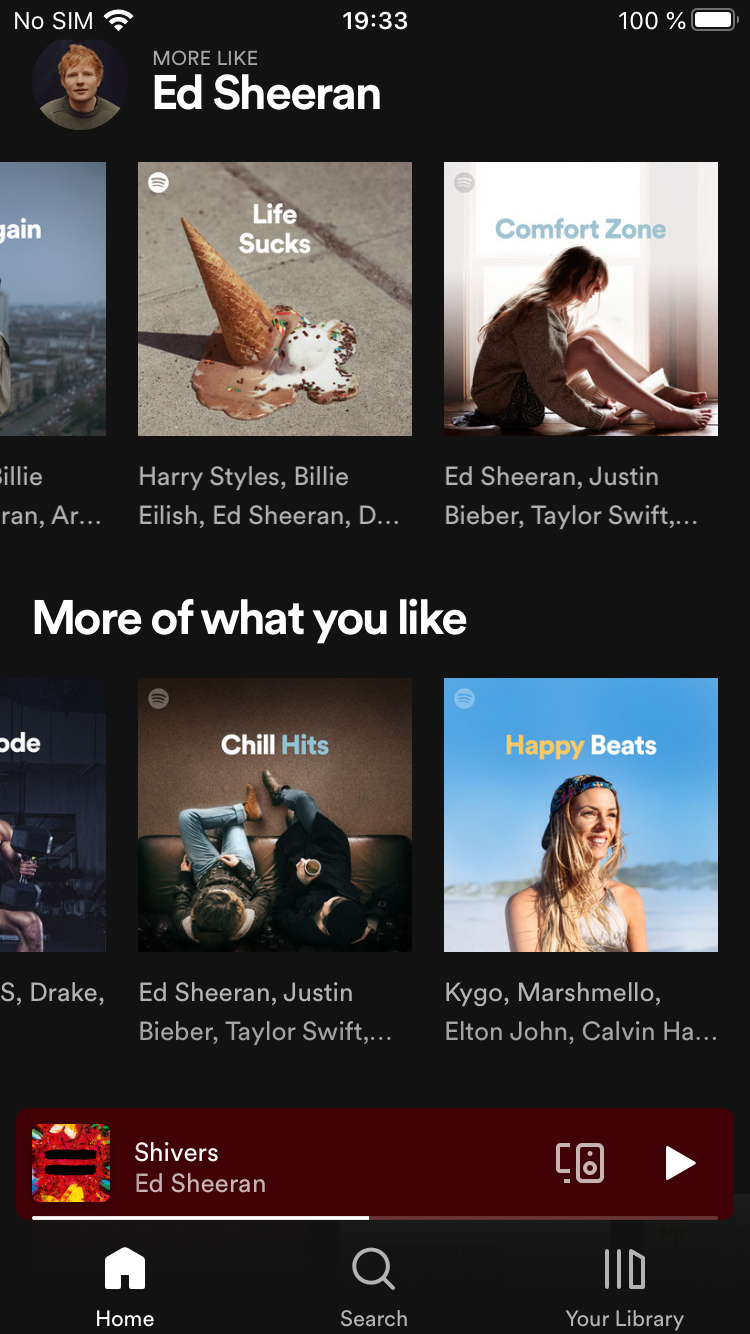 No SIM 19:33 100 %
MORE LIKE
Ed Sheeran
gain
Life
Sucks
Comfort Zone
Billie
ran, Ar...
Harry Styles, Billie
Eilish, Ed Sheeran, D...
Ed Sheeran, Justin
Bieber, Taylor Swift,...
More of what you like
ode
Chill Hits
Happy Beats
S, Drake,
Ed Sheeran, Justin
Bieber, Taylor Swift,...
Kygo, Marshmello,
Elton John, Calvin Ha...
Shivers
Ed Sheeran
Home
Search
Your Library